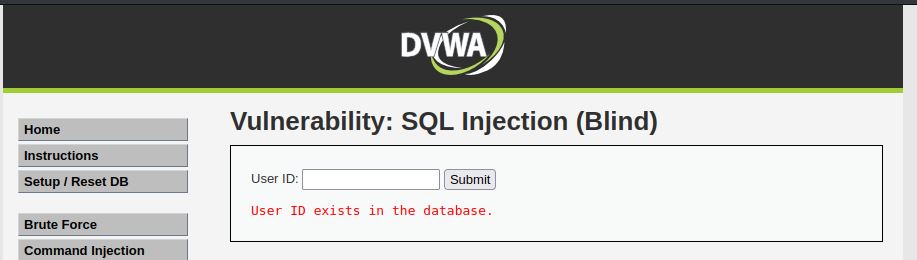 DVWA
Home
Instructions
Setup / Reset DB
Brute Force
Command Injection
Vulnerability: SQL Injection (Blind)
User ID: Submit
User ID exists in the database.